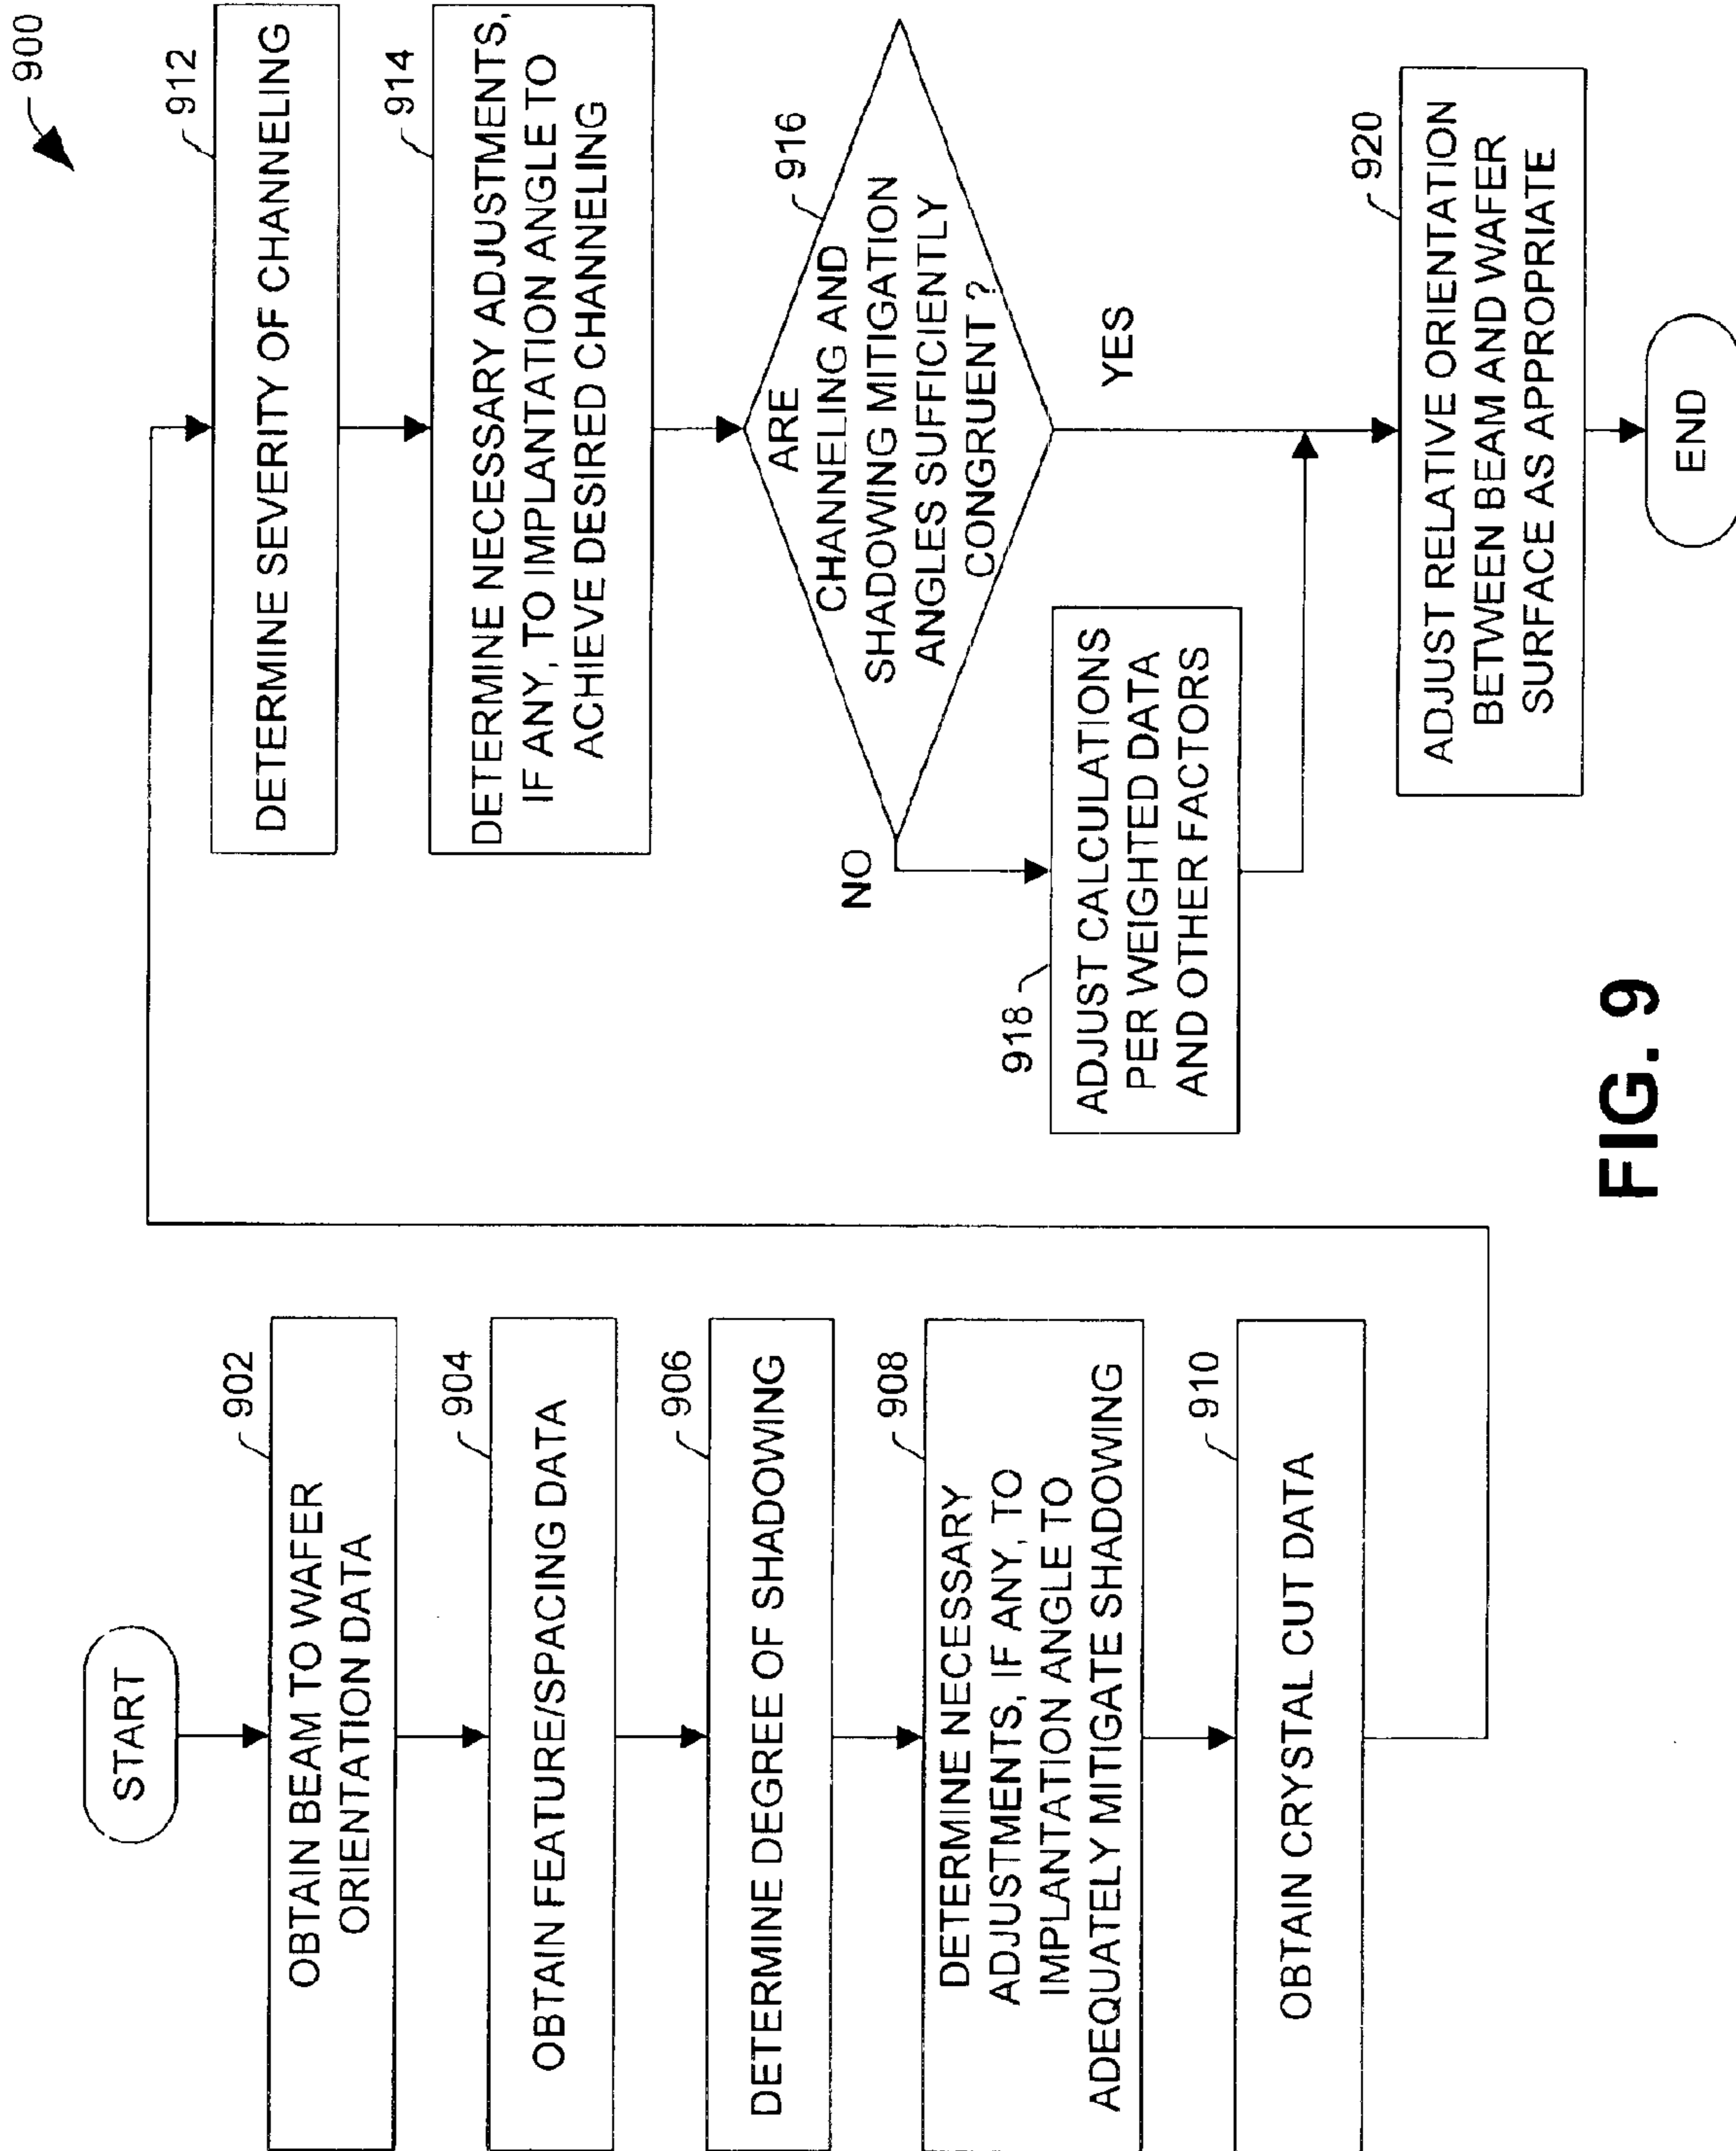 900
START
902
OBTAIN BEAM TO WAFER
ORIENTATION DATA
904
OBTAIN FEATURE/SPACING DATA
906
DETERMINE DEGREE OF SHADOWING
908
DETERMINE NECESSARY
ADJUSTMENTS, IF ANY, TO
IMPLANTATION ANGLE TO
ADEQUATELY MITIGATE SHADOWING
910
OBTAIN CRYSTAL CUT DATA
912
DETERMINE SEVERITY OF CHANNELING
914
DETERMINE NECESSARY ADJUSTMENTS,
IF ANY, TO IMPLANTATION ANGLE TO
ACHIEVE DESIRED CHANNELING
916
ARE
CHANNELING AND
SHADOWING MITIGATION
ANGLES SUFFICIENTLY
CONGRUENT ?
NO
YES
918
ADJUST CALCULATIONS
PER WEIGHTED DATA
AND OTHER FACTORS
920
ADJUST RELATIVE ORIENTATION
BETWEEN BEAM AND WAFER
SURFACE AS APPROPRIATE
END
FIG. 9